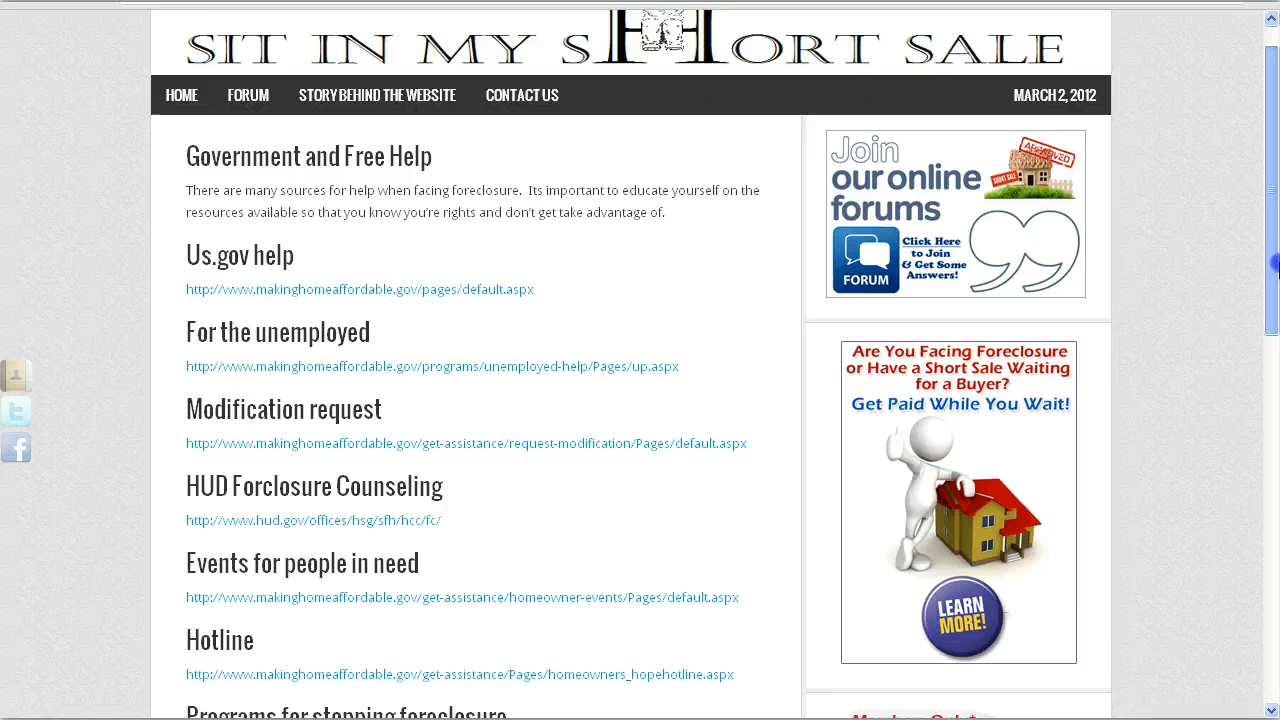 SIT IN MY SHORT SALE
HOME FORUM STORY BEHIND THE WEBSITE CONTACT US MARCH 2, 2012
Government and Free Help
There are many sources for help when facing foreclosure. Its important to educate yourself on the
resources available so that you know you're rights and don't get take advantage of.
Us.gov help
http://www.makinghomeaffordable.gov/pages/default.aspx
For the unemployed
http://www.makinghomeaffordable.gov/programs/unemployed-help/Pages/up.aspx
Modification request
http://www.makinghomeaffordable.gov/get-assistance/request-modification/Pages/default.aspx
HUD Forclosure Counseling
http://www.hud.gov/offices/hsg/sfh/hcc/fc/
Events for people in need
http://www.makinghomeaffordable.gov/get-assistance/homeowner-events/Pages/default.aspx
Hotline
http://www.makinghomeaffordable.gov/get-assistance/Pages/homeowners_hopehotline.aspx
Programs for stopping foreclosure
Join
our online
forums
APPROVED
SHORT SALE
FORUM
Click Here
to Join
& Get Some
Answers!
Are You Facing Foreclosure
or Have a Short Sale Waiting
for a Buyer?
Get Paid While You Wait!
LEARN
MORE!